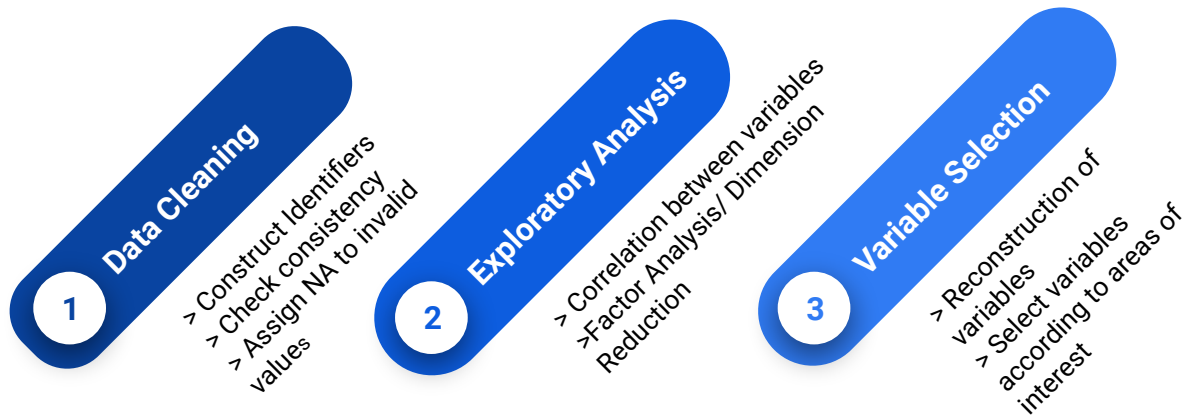 1
Data Cleaning
> Construct Identifiers
> Check consistency
> Assign NA to invalid
values
2
Exploratory Analysis
> Correlation between variables
>Factor Analysis/ Dimension
Reduction
3
Variable Selection
> Reconstruction of
variables
> Select variables
according to areas of
interest